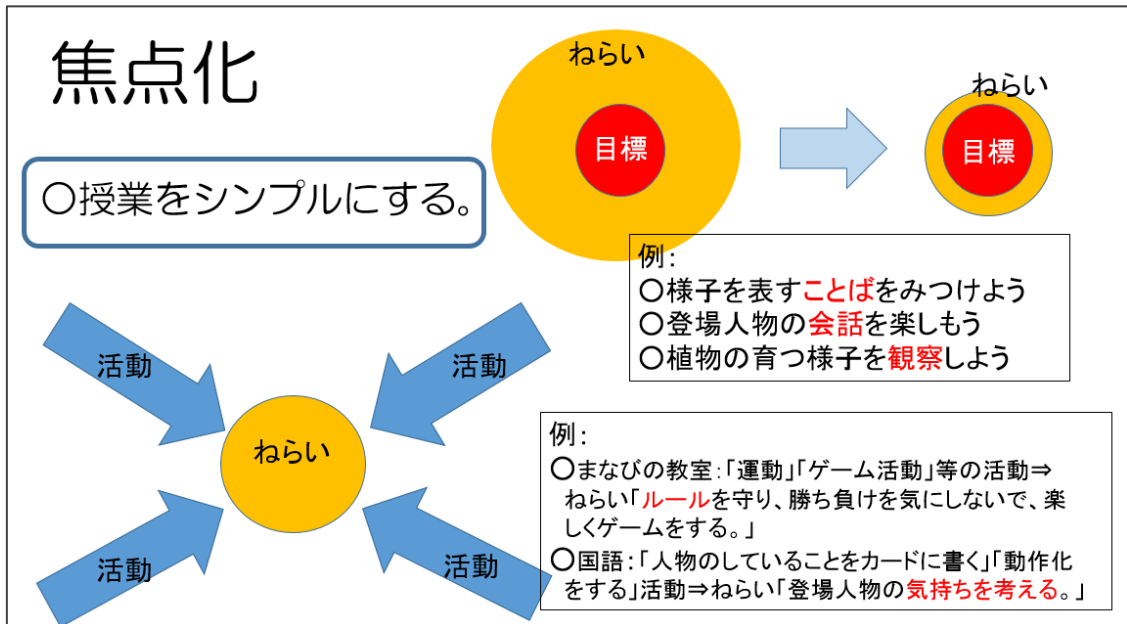 焦点化
〇授業をシンプルにする。
ねらい
目標
ねらい
目標
例：
〇様子を表すことばをみつけよう
〇登場人物の会話を楽しもう
〇植物の育つ様子を観察しよう
活動
活動
ねらい
活動
活動
例：
〇まなびの教室：「運動」「ゲーム活動」等の活動⇒
ねらい「ルールを守り、勝ち負けを気にしないで、楽
しくゲームをする。」
〇国語：「人物のしていることをカードに書く」「動作化
をする」活動⇒ねらい「登場人物の気持ちを考える。」